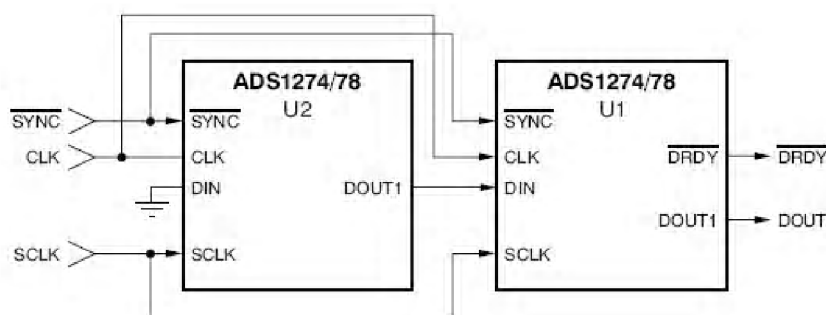 ADS1274/78
U2
ADS1274/78
U1
SYNC
SYNC
SYNC
CLK
CLK
CLK
DRDY
DRDY
DIN
DOUT1
DIN
DOUT1
DOUT
SCLK
SCLK
SCLK